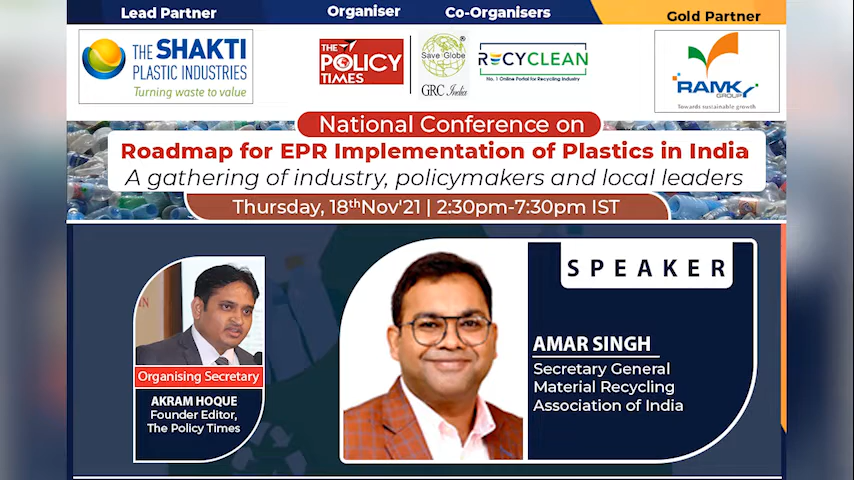 Lead Partner
Organiser
Co-Organisers
Gold Partner
THE SHAKTI
PLASTIC INDUSTRIES
Turning waste to value
THE
POLICY
TIMES
Save Globe
GRC India
RECYCLEAN
No. 1 Online Portal for Recycling Industry
RAMKY
GROUP
Towards sustainable growth
National Conference on
Roadmap for EPR Implementation of Plastics in India
A gathering of industry, policymakers and local leaders
Thursday, 18thNov'21 | 2:30pm-7:30pm IST
SPEAKER
AMAR SINGH
Secretary General
Material Recycling
Association of India
Organising Secretary
AKRAM HOQUE
Founder Editor,
The Policy Times